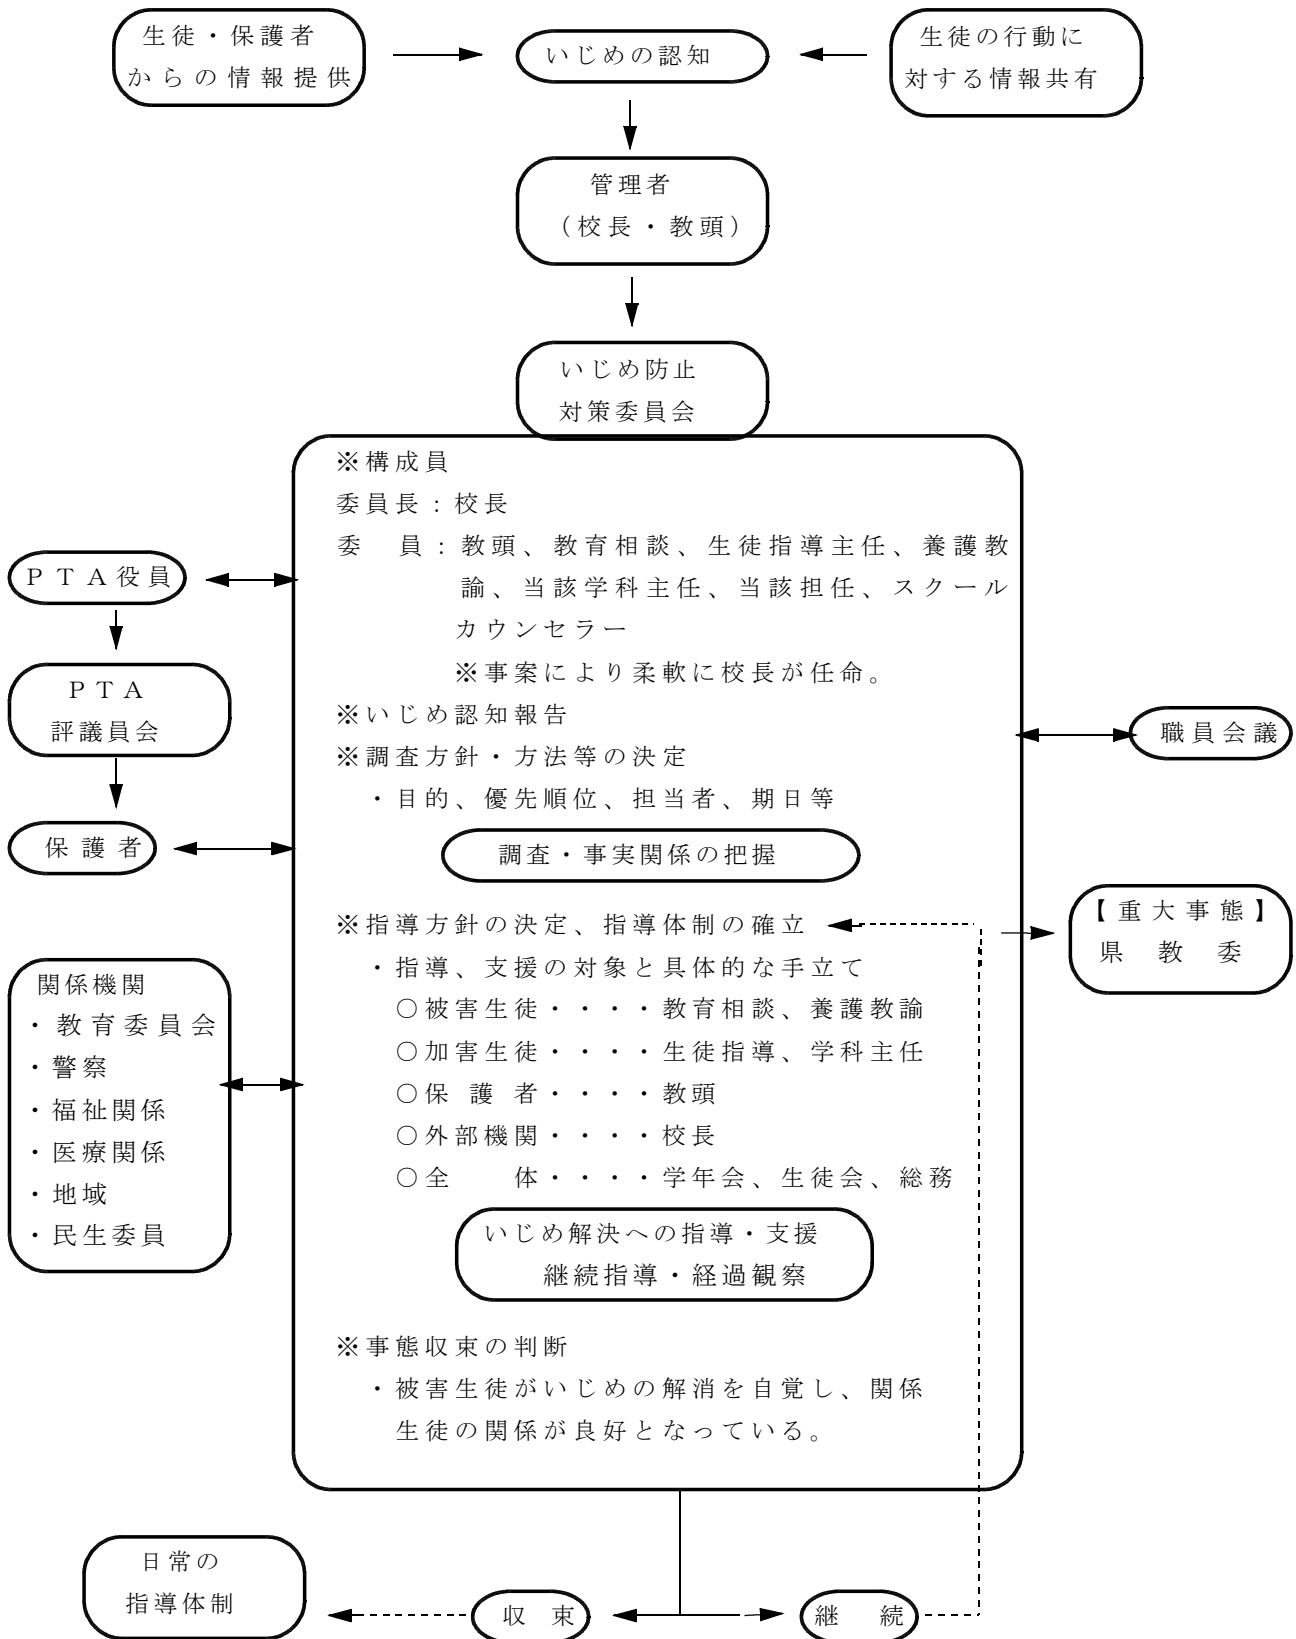 生徒・保護者
からの情報提供
いじめの認知
生徒の行動に
対する情報共有
管理者
（校長・教頭）
いじめ防止
対策委員会
※構成員
委員長：校長
委　員：教頭、教育相談、生徒指導主任、養護教
諭、当該学科主任、当該担任、スクール
カウンセラー
※事案により柔軟に校長が任命。
※いじめ認知報告
※調査方針・方法等の決定
・目的、優先順位、担当者、期日等
調査・事実関係の把握
※指導方針の決定、指導体制の確立
・指導、支援の対象と具体的な手立て
○被害生徒・・・・教育相談、養護教諭
○加害生徒・・・・生徒指導、学科主任
○保護者・・・・教頭
○外部機関・・・・校長
○全　体・・・・学年会、生徒会、総務
いじめ解決への指導・支援
継続指導・経過観察
※事態収束の判断
・被害生徒がいじめの解消を自覚し、関係
生徒の関係が良好となっている。
ＰＴＡ役員
ＰＴＡ
評議員会
保護者
関係機関
・教育委員会
・警察
・福祉関係
・医療関係
・地域
・民生委員
職員会議
【重大事態】
県教委
日常の
指導体制
収　束
継　続